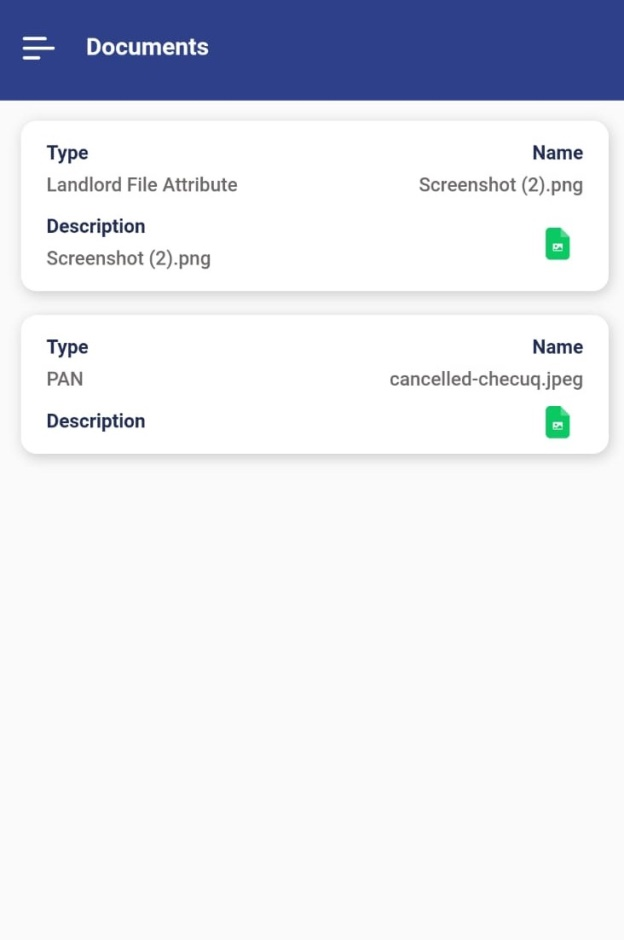 Documents
Type Name
Landlord File Attribute Screenshot (2).png
Description
Screenshot (2).png
Type Name
PAN cancelled-checuq.jpeg
Description